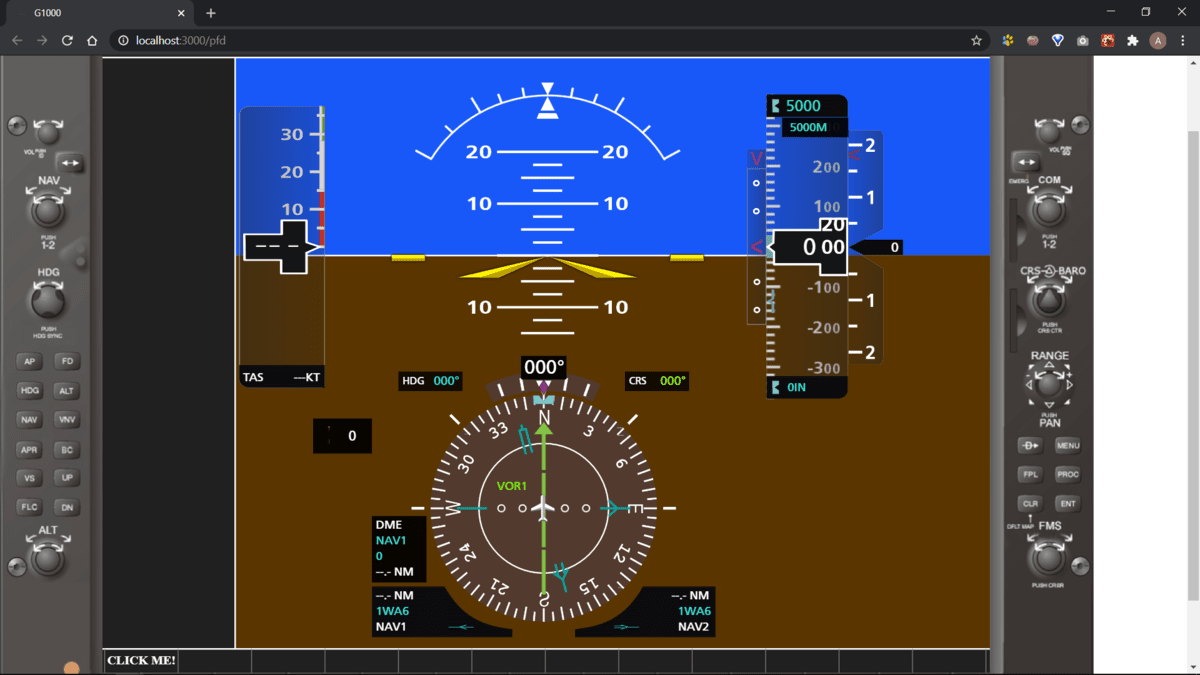 G1000
localhost:3000/pfd
A
VOL PUSH
NAV
PUSH
1-2
HDG
PUSH
HDG SYNC
AP FD
HDG ALT
NAV VNV
APR BC
VS UP
FLC DN
ALT
30
20
10
– – –
TAS ---KT
20 20
10 10
10 10
5000
5000M
200
100
20
0 00
-100
-200
-300
0IN
2
1
0
1
2
000°
HDG 000°
CRS 000°
0
N
33 3
30 6
W E
24 12
21 15
S
VOR1
DME
NAV1
0
--.- NM
--.- NM
1WA6
NAV1
--.- NM
1WA6
NAV2
CLICK ME!
VOL PUSH
SQ
EMERG COM
PUSH
1-2
CRS BARO
PUSH
CRS CTR
RANGE
- +
PUSH
PAN
D MENU
FPL PROC
CLR ENT
DFLT MAP FMS
PUSH CRSR